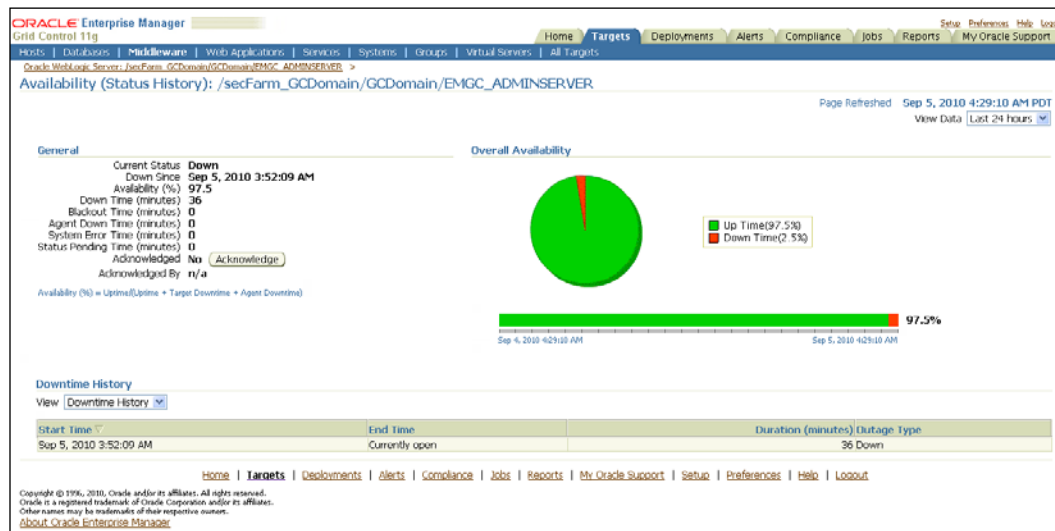 ORACLE Enterprise Manager
Grid Control 11g
Setup Preferences Help
Home Targets Deployments Alerts Compliance Jobs Reports My Oracle Support
Hosts | Databases | Middleware | Web Applications | Services | Systems | Groups | Virtual Servers | All Targets
Oracle WebLogic Server: /secFarm_GCDomain/GCDomain/EMGC_ADMINSERVER >
Availability (Status History): /secFarm_GCDomain/GCDomain/EMGC_ADMINSERVER
Page Refreshed Sep 5, 2010 4:29:10 AM PDT
View Data Last 24 hours
General
Current Status Down
Down Since Sep 5, 2010 3:52:09 AM
Availability (%) 97.5
Down Time (minutes) 36
Blackout Time (minutes) 0
Agent Down Time (minutes) 0
System Error Time (minutes) 0
Status Pending Time (minutes) 0
Acknowledged No Acknowledge
Acknowledged By n/a
Availability (%) = Uptime/(Uptime + Target Downtime + Agent Downtime)
Overall Availability
Up Time(97.5%)
Down Time(2.5%)
97.5%
Sep 4, 2010 4:29:10 AM Sep 5, 2010 4:29:10 AM
Downtime History
View Downtime History
Start Time End Time Duration (minutes) Outage Type
Sep 5, 2010 3:52:09 AM Currently open 36 Down
Home | Targets | Deployments | Alerts | Compliance | Jobs | Reports | My Oracle Support | Setup | Preferences | Help | Logout
Copyright © 1996, 2010, Oracle and/or its affiliates. All rights reserved.
Oracle is a registered trademark of Oracle Corporation and/or its affiliates.
Other names may be trademarks of their respective owners.
About Oracle Enterprise Manager